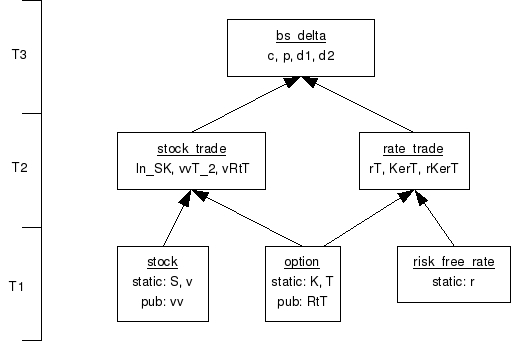 T3
bs_delta
c, p, d1, d2
T2
stock_trade
ln_SK, vvT_2, vRtT
rate_trade
rT, KerT, rKerT
T1
stock
static: S, v
pub: vv
option
static: K, T
pub: RtT
risk_free_rate
static: r